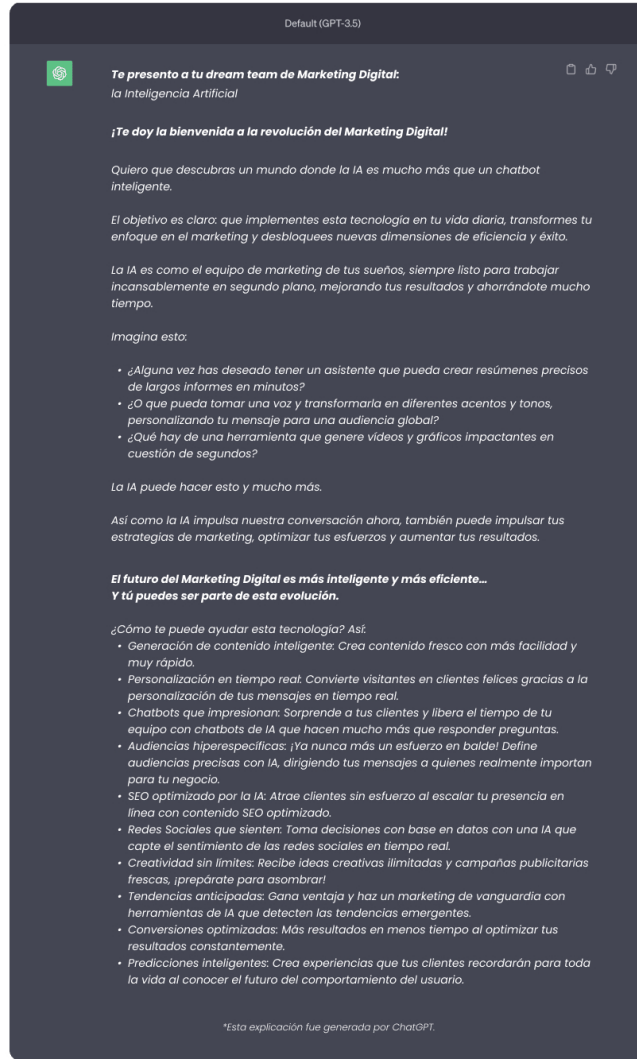 Default (GPT-3.5)
Te presento a tu dream team de Marketing Digital:
la Inteligencia Artificial
¡Te doy la bienvenida a la revolución del Marketing Digital!
Quiero que descubras un mundo donde la IA es mucho más que un chatbot
inteligente.
El objetivo es claro: que implementes esta tecnología en tu vida diaria, transformes tu
enfoque en el marketing y desbloquees nuevas dimensiones de eficiencia y éxito.
La IA es como el equipo de marketing de tus sueños, siempre listo para trabajar
incansablemente en segundo plano, mejorando tus resultados y ahorrándote mucho
tiempo.
Imagina esto:
• ¿Alguna vez has deseado tener un asistente que pueda crear resúmenes precisos
de largos informes en minutos?
• ¿O que pueda tomar una voz y transformarla en diferentes acentos y tonos,
personalizando tu mensaje para una audiencia global?
• ¿Qué hay de una herramienta que genere vídeos y gráficos impactantes en
cuestión de segundos?
La IA puede hacer esto y mucho más.
Así como la IA impulsa nuestra conversación ahora, también puede impulsar tus
estrategias de marketing, optimizar tus esfuerzos y aumentar tus resultados.
El futuro del Marketing Digital es más inteligente y más eficiente...
Y tú puedes ser parte de esta evolución.
¿Cómo te puede ayudar esta tecnología? Así:
• Generación de contenido inteligente: Crea contenido fresco con más facilidad y
muy rápido.
• Personalización en tiempo real: Convierte visitantes en clientes felices gracias a la
personalización de tus mensajes en tiempo real.
• Chatbots que impresionan: Sorprende a tus clientes y libera el tiempo de tu
equipo con chatbots de IA que hacen mucho más que responder preguntas.
• Audiencias hiperespecíficas: ¡Ya nunca más un esfuerzo en balde! Define
audiencias precisas con IA, dirigiendo tus mensajes a quienes realmente importan
para tu negocio.
• SEO optimizado por la IA: Atrae clientes sin esfuerzo al escalar tu presencia en
línea con contenido SEO optimizado.
• Redes Sociales que sienten: Toma decisiones con base en datos con una IA que
capte el sentimiento de las redes sociales en tiempo real.
• Creatividad sin límites: Recibe ideas creativas ilimitadas y campañas publicitarias
frescas, ¡prepárate para asombrar!
• Tendencias anticipadas: Gana ventaja y haz un marketing de vanguardia con
herramientas de IA que detecten las tendencias emergentes.
• Conversiones optimizadas: Más resultados en menos tiempo al optimizar tus
resultados constantemente.
• Predicciones inteligentes: Crea experiencias que tus clientes recordarán para toda
la vida al conocer el futuro del comportamiento del usuario.
*Esta explicación fue generada por ChatGPT.